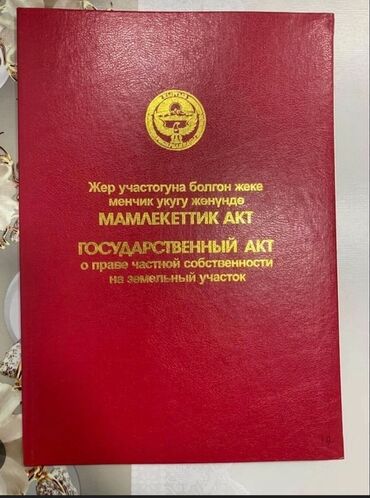 Жер участогуна болгон жеке
менчик укугу жөнүндө
МАМЛЕКЕТТИК АКТ
ГОСУДАРСТВЕННЫЙ АКТ
о праве частной собственности
на земельный участок